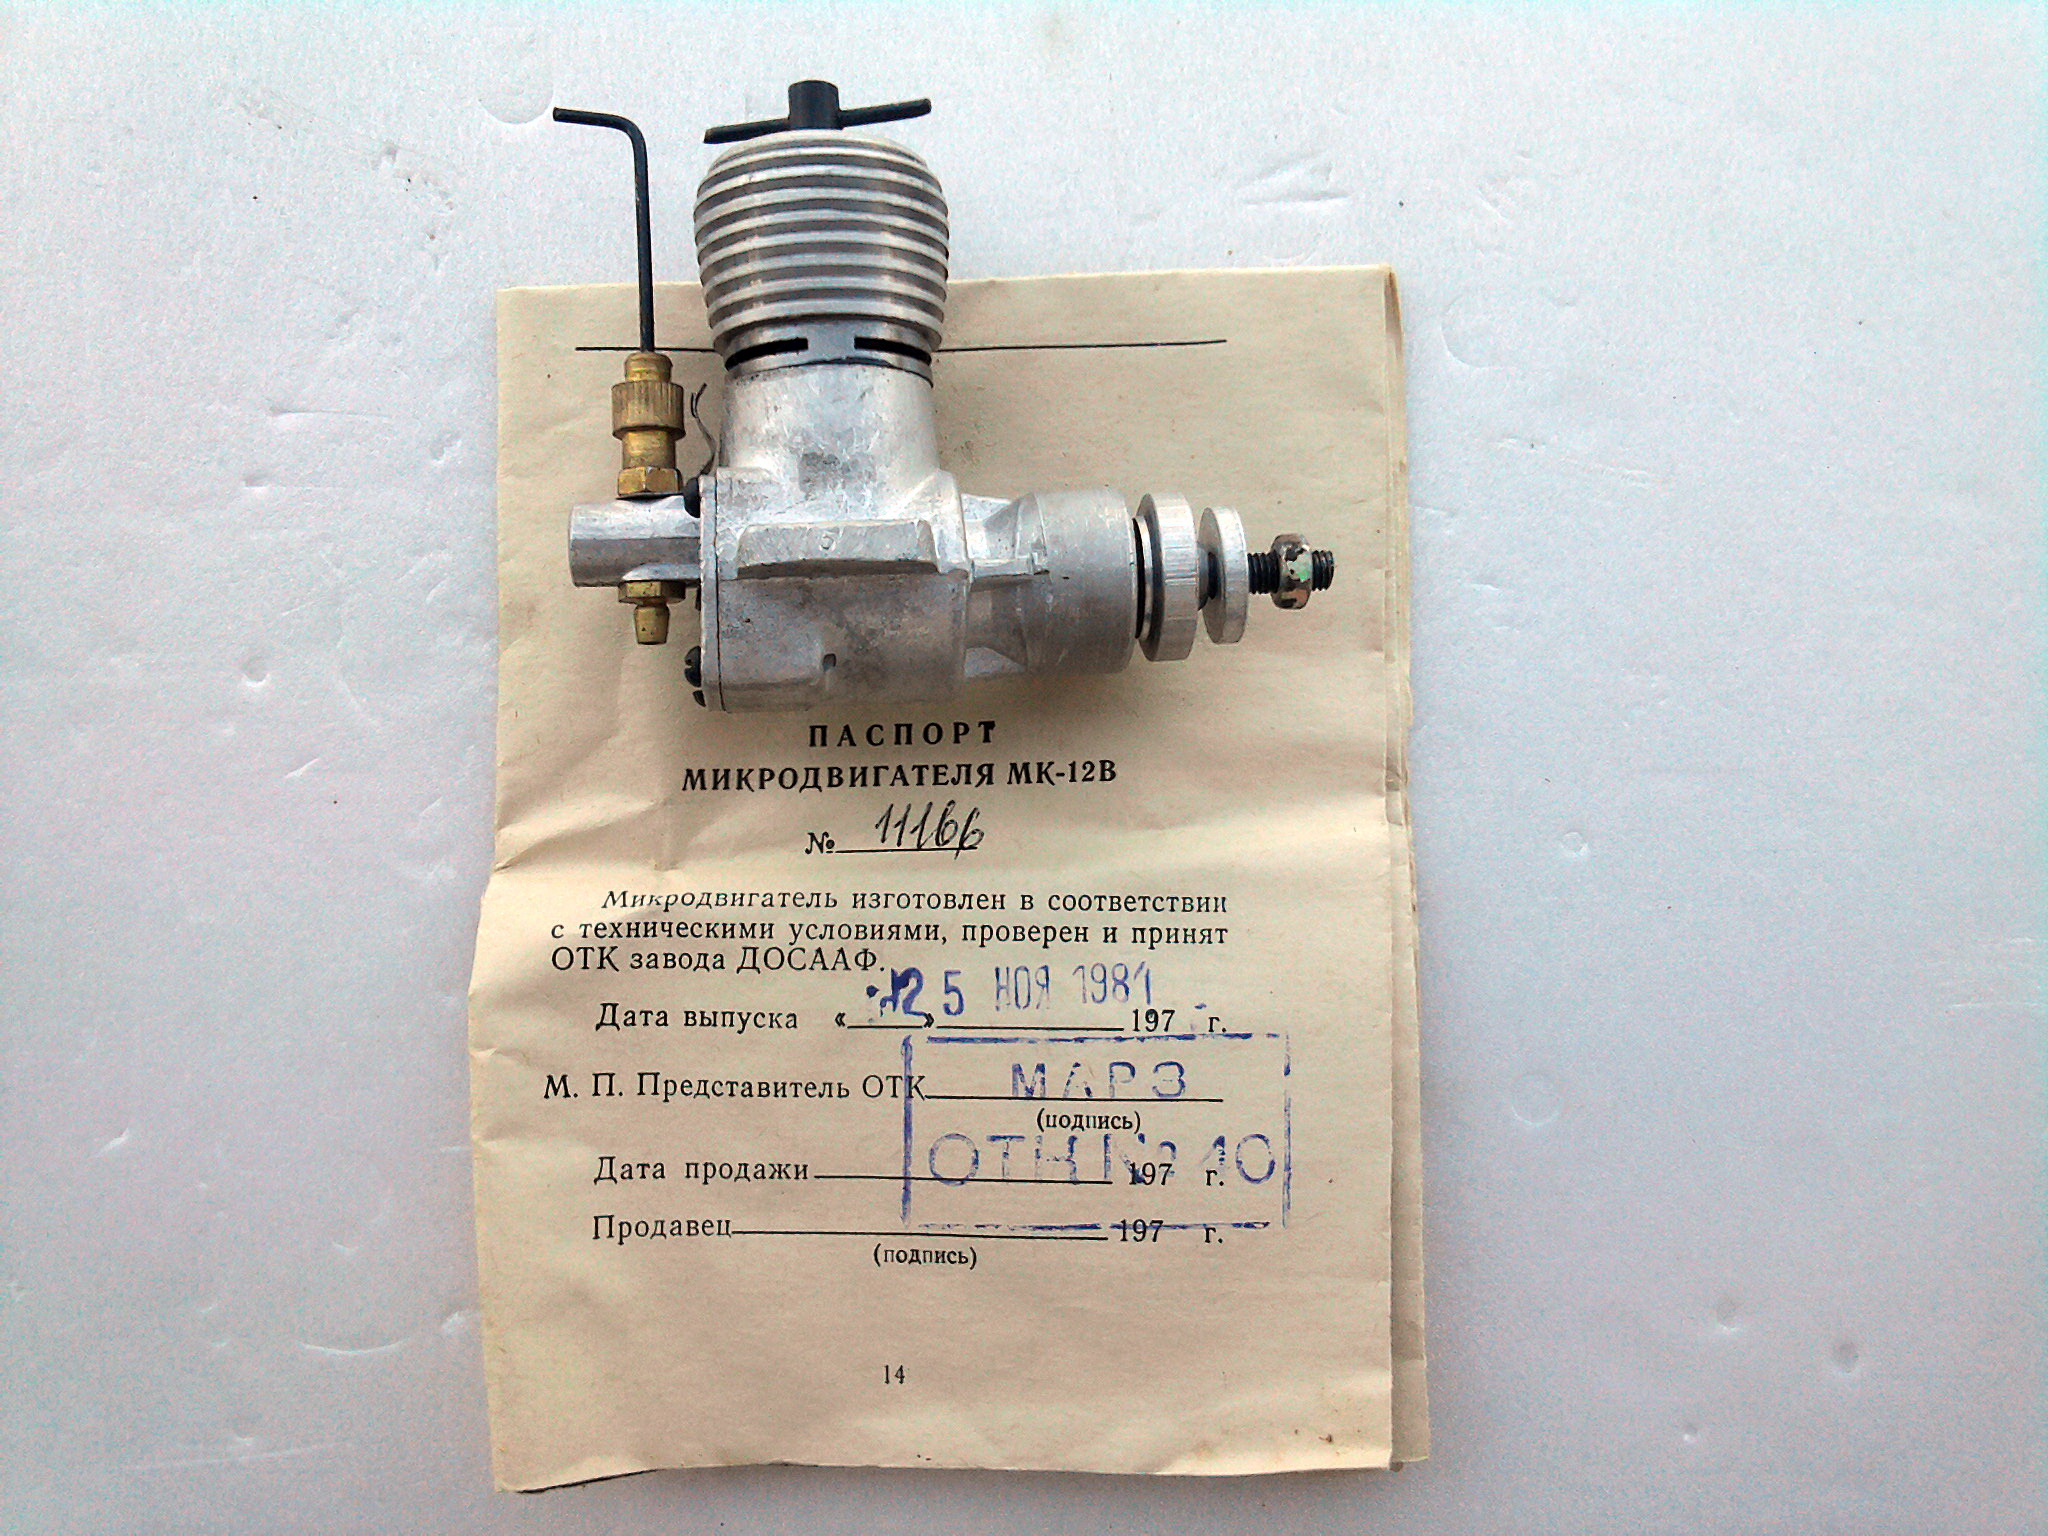 ПАСПОРТ
МИКРОДВИГАТЕЛЯ МК-12В
№ 11166
Микродвигатель изготовлен в соответствии
с техническими условиями, проверен и принят
ОТК завода ДОСААФ.
25 НОЯ 1981
Дата выпуска « » 197 г.
МАРЗ
М. П. Представитель ОТК
(подпись)
ОТК № 10
Дата продажи 197 г.
Продавец 197 г.
(подпись)
14